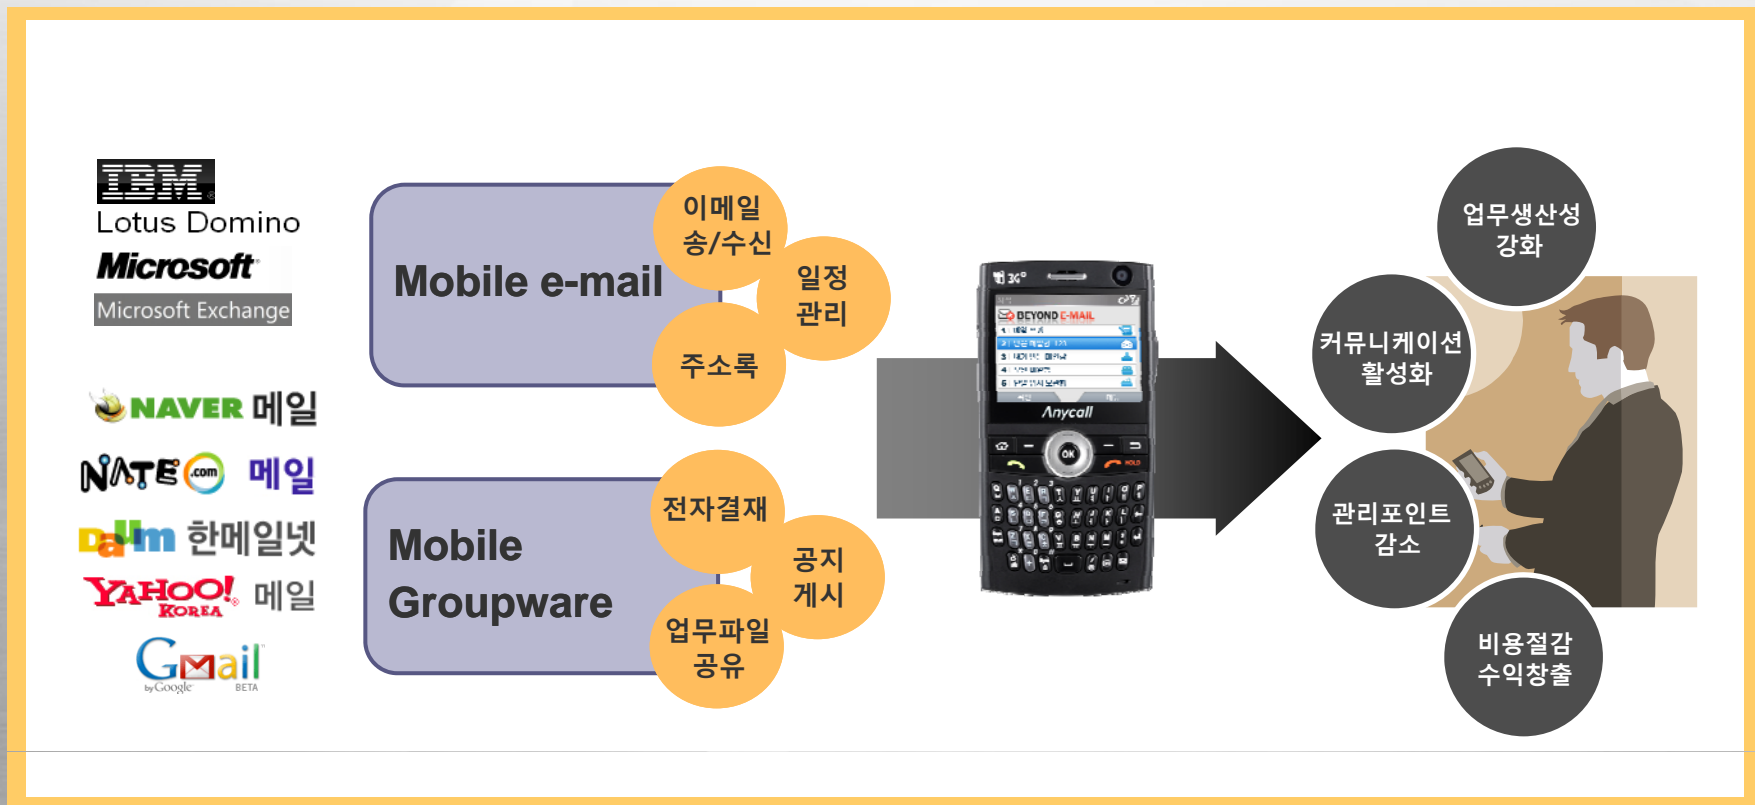 IBM
Lotus Domino
Microsoft
Microsoft Exchange
NAVER 메일
NATE.com 메일
Daum 한메일넷
YAHOO! 메일
KOREA
Gmail
by Google BETA
Mobile e-mail
이메일
송/수신
일정
관리
주소록
Mobile
Groupware
전자결재
공지
게시
업무파일
공유
3G+
BEYOND E-MAIL
Anycall
OK
HOLD
업무생산성
강화
커뮤니케이션
활성화
관리포인트
감소
비용절감
수익창출